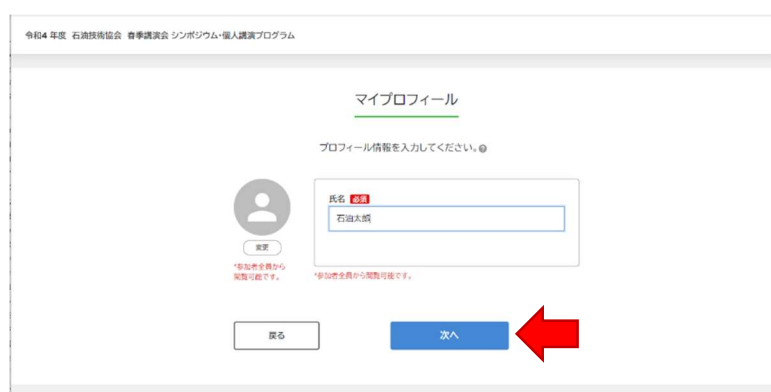 令和4 年度 石油技術協会 春季講演会 シンポジウム・個人講演プログラム
マイプロフィール
プロフィール情報を入力してください。
氏名 必須
石油太郎
変更
*参加者全員から
閲覧可能です。
*参加者全員から閲覧可能です。
戻る
次へ